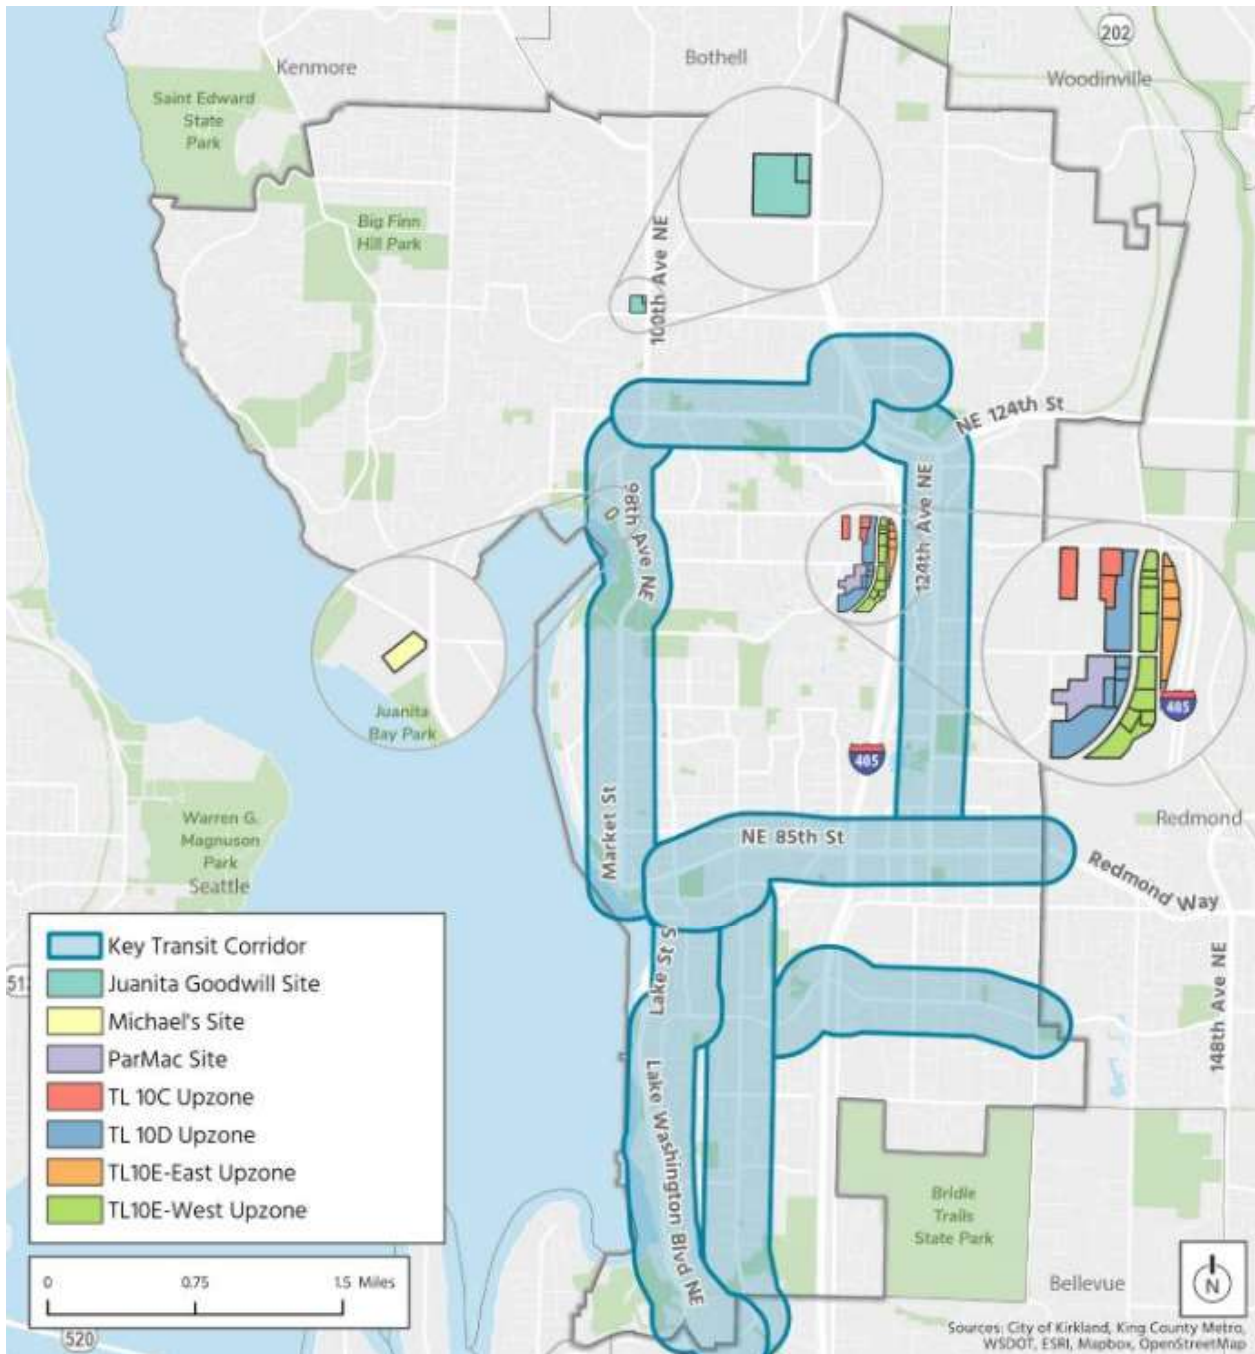 202
Kenmore
Bothell
Woodinville
Saint Edward
State
Park
Big Finn
Hill Park
100th Ave NE
NE 124th St
98th Ave NE
124th Ave NE
Juanita
Bay Park
405
405
Market St
NE 85th St
Redmond
Redmond Way
Warren G.
Magnuson
Park
Seattle
148th Ave NE
Lake St S
Lake Washington Blvd NE
Bridle
Trails
State Park
Bellevue
513
Key Transit Corridor
Juanita Goodwill Site
Michael's Site
ParMac Site
TL 10C Upzone
TL 10D Upzone
TL10E-East Upzone
TL10E-West Upzone
0 0.75 1.5 Miles
520
N
Sources: City of Kirkland, King County Metro,
WSDOT, ESRI, Mapbox, OpenStreetMap